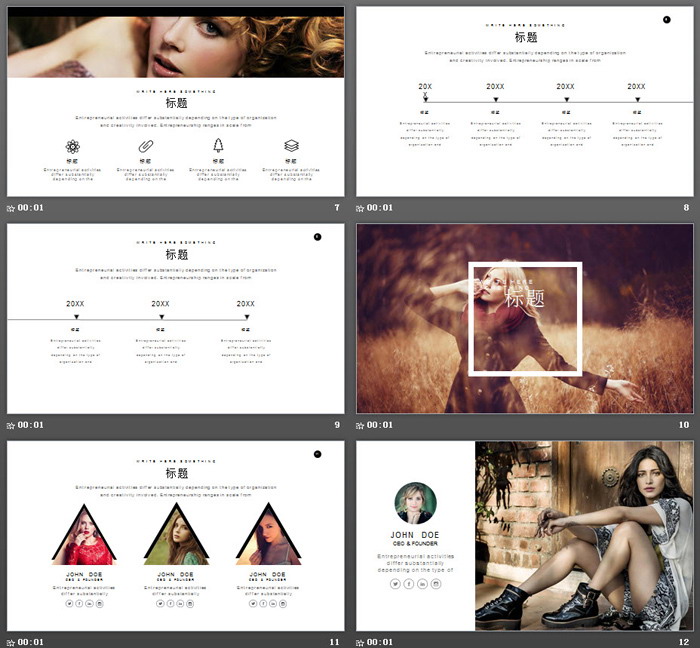 WRITE HERE SOMETHING
标题
Entrepreneurial activities differ substantially depending on the type of organization
and creativity involved. Entrepreneurship ranges in scale from
标题 标题 标题 标题
Entrepreneurial activities Entrepreneurial activities Entrepreneurial activities Entrepreneurial activities
differ substantially differ substantially differ substantially differ substantially
depending on the depending on the depending on the depending on the
00:01 7
WRITE HERE SOMETHING
标题
Entrepreneurial activities differ substantially depending on the type of organization
and creativity involved. Entrepreneurship ranges in scale from
20X
X 20XX 20XX 20XX
标题 标题 标题 标题
Entrepreneurial activities Entrepreneurial activities Entrepreneurial activities Entrepreneurial activities
differ substantially differ substantially differ substantially differ substantially
depending on the type of depending on the type of depending on the type of depending on the type of
organization and organization and organization and organization and
00:01 8
WRITE HERE SOMETHING
标题
Entrepreneurial activities differ substantially depending on the type of organization
and creativity involved. Entrepreneurship ranges in scale from
20XX 20XX 20XX
标题 标题 标题
Entrepreneurial activities Entrepreneurial activities Entrepreneurial activities
differ substantially differ substantially differ substantially
depending on the type of depending on the type of depending on the type of
organization and organization and organization and
00:01 9
标题
00:01 10
WRITE HERE SOMETHING
标题
Entrepreneurial activities differ substantially depending on the type of organization
and creativity involved. Entrepreneurship ranges in scale from
JOHN DOE JOHN DOE JOHN DOE
CEO & FOUNDER CEO & FOUNDER CEO & FOUNDER
Entrepreneurial activities Entrepreneurial activities Entrepreneurial activities
differ substantially differ substantially differ substantially
00:01 11
JOHN DOE
CEO & FOUNDER
Entrepreneurial activities
differ substantially
depending on the type of
00:01 12